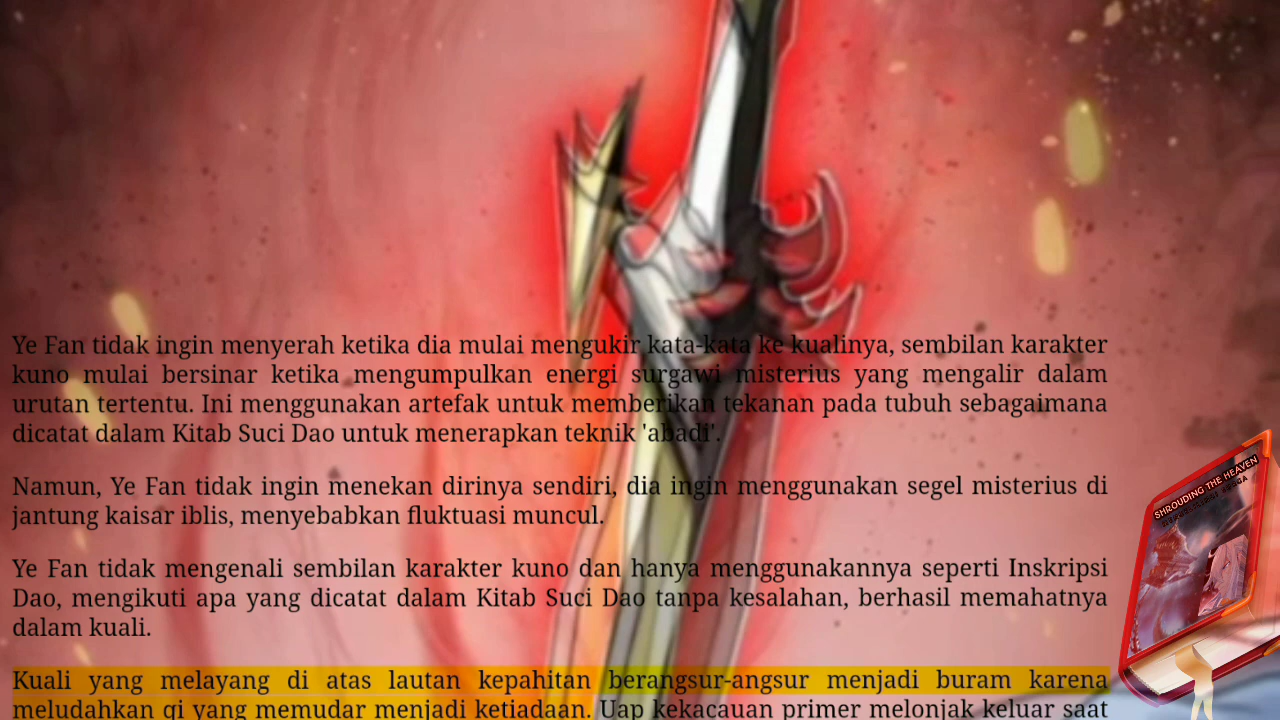 Ye Fan tidak ingin menyerah ketika dia mulai mengukir kata-kata ke kualinya, sembilan karakter
kuno mulai bersinar ketika mengumpulkan energi surgawi misterius yang mengalir dalam
urutan tertentu. Ini menggunakan artefak untuk memberikan tekanan pada tubuh sebagaimana
dicatat dalam Kitab Suci Dao untuk menerapkan teknik 'abadi'.
Namun, Ye Fan tidak ingin menekan dirinya sendiri, dia ingin menggunakan segel misterius di
jantung kaisar iblis, menyebabkan fluktuasi muncul.
Ye Fan tidak mengenali sembilan karakter kuno dan hanya menggunakannya seperti Inskripsi
Dao, mengikuti apa yang dicatat dalam Kitab Suci Dao tanpa kesalahan, berhasil memahatnya
dalam kuali.
Kuali yang melayang di atas lautan kepahitan berangsur-angsur menjadi buram karena
meludahkan qi yang memudar menjadi ketiadaan. Uap kekacauan primer melonjak keluar saat
SHROUDING THE HEAVEN